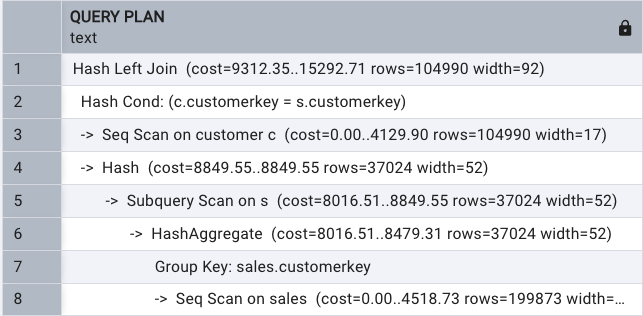 QUERY PLAN
text
1 Hash Left Join (cost=9312.35..15292.71 rows=104990 width=92)
2 Hash Cond: (c.customerkey = s.customerkey)
3 -> Seq Scan on customer c (cost=0.00..4129.90 rows=104990 width=17)
4 -> Hash (cost=8849.55..8849.55 rows=37024 width=52)
5 -> Subquery Scan on s (cost=8016.51..8849.55 rows=37024 width=52)
6 -> HashAggregate (cost=8016.51..8479.31 rows=37024 width=52)
7 Group Key: sales.customerkey
8 -> Seq Scan on sales (cost=0.00..4518.73 rows=199873 width=…